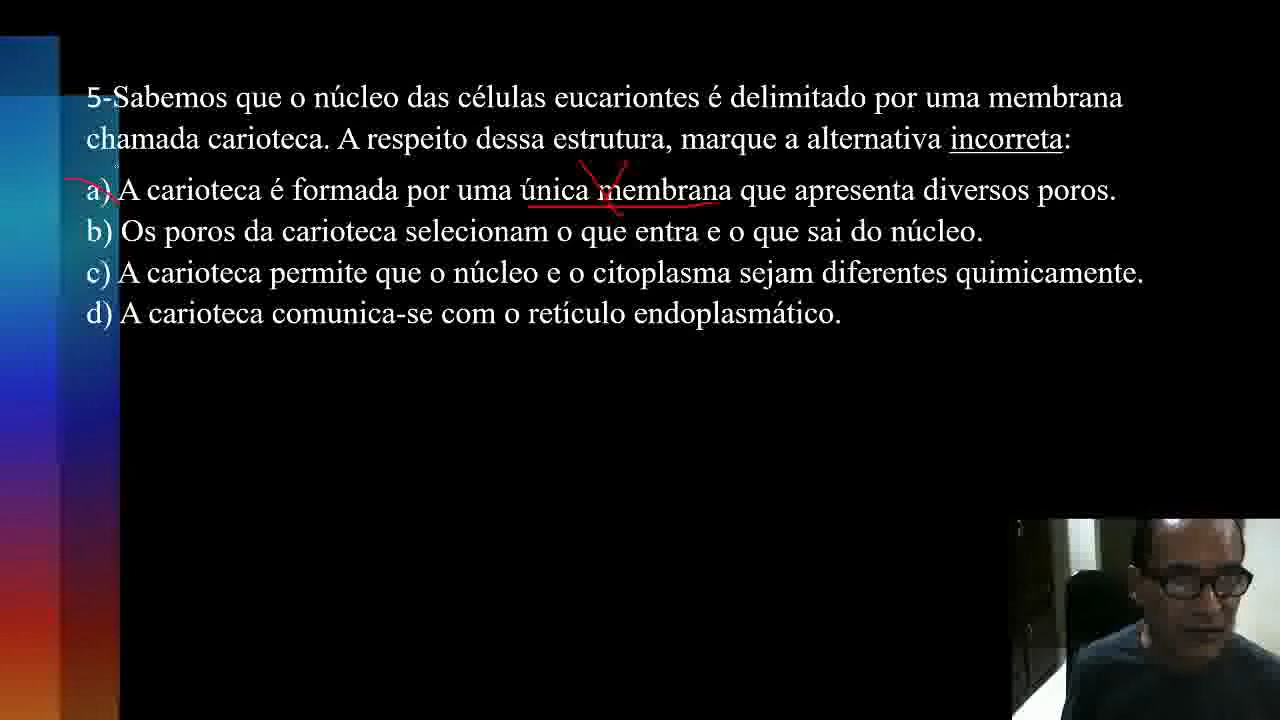 5-Sabemos que o núcleo das células eucariontes é delimitado por uma membrana
chamada carioteca. A respeito dessa estrutura, marque a alternativa incorreta:
a) A carioteca é formada por uma única membrana que apresenta diversos poros.
b) Os poros da carioteca selecionam o que entra e o que sai do núcleo.
c) A carioteca permite que o núcleo e o citoplasma sejam diferentes quimicamente.
d) A carioteca comunica-se com o retículo endoplasmático.